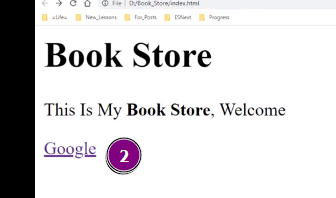 File | D:/Book_Store/index.html
=Life= New_Lessons For_Posts ESNext Progress
Book Store
This Is My Book Store, Welcome
Google 2